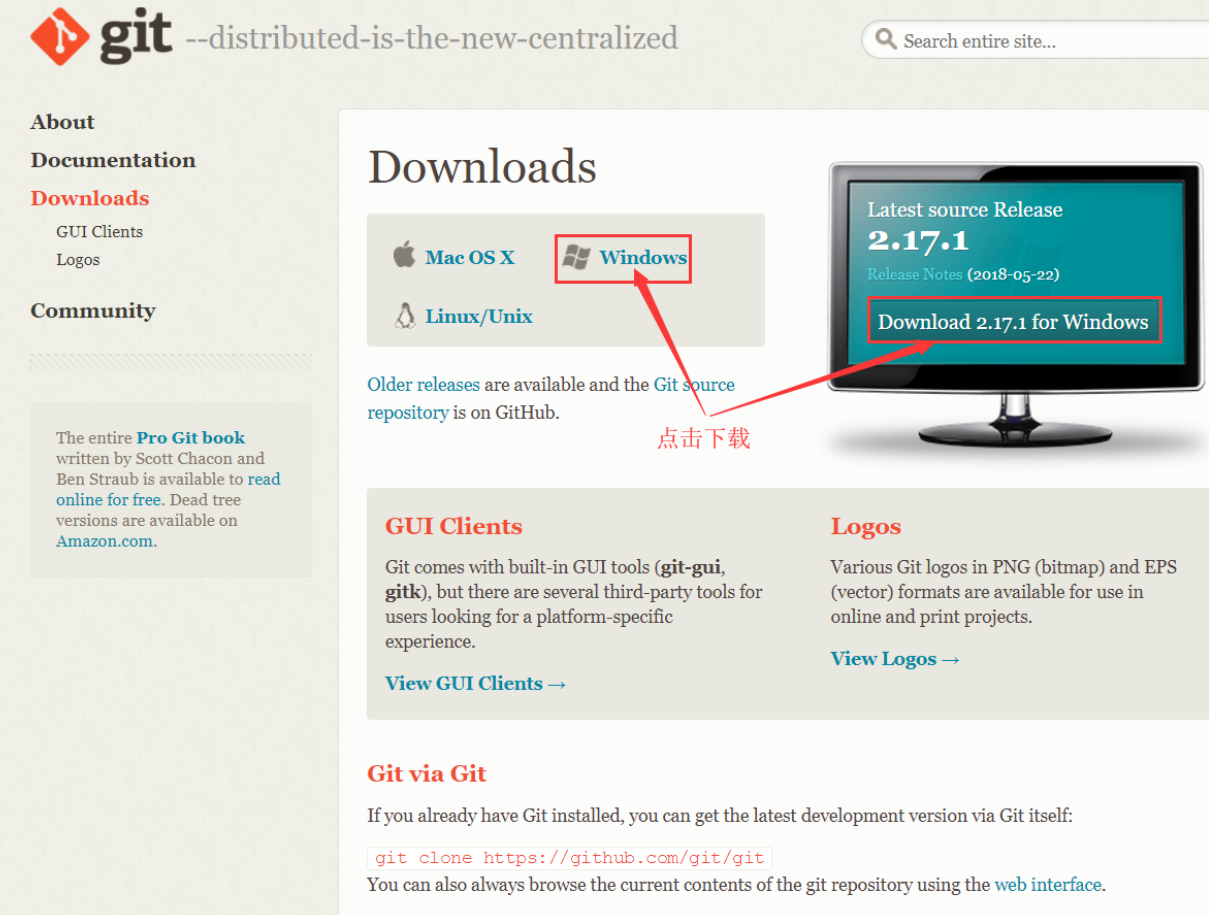 git --distributed-is-the-new-centralized
Search entire site...
About
Documentation
Downloads
GUI Clients
Logos
Community
The entire Pro Git book
written by Scott Chacon and
Ben Straub is available to read
online for free. Dead tree
versions are available on
Amazon.com.
Downloads
Mac OS X
Windows
Linux/Unix
Older releases are available and the Git source
repository is on GitHub.
点击下载
Latest source Release
2.17.1
Release Notes (2018-05-22)
Download 2.17.1 for Windows
GUI Clients
Git comes with built-in GUI tools (git-gui,
gitk), but there are several third-party tools for
users looking for a platform-specific
experience.
View GUI Clients →
Logos
Various Git logos in PNG (bitmap) and EPS
(vector) formats are available for use in
online and print projects.
View Logos →
Git via Git
If you already have Git installed, you can get the latest development version via Git itself:
git clone https://github.com/git/git
You can also always browse the current contents of the git repository using the web interface.